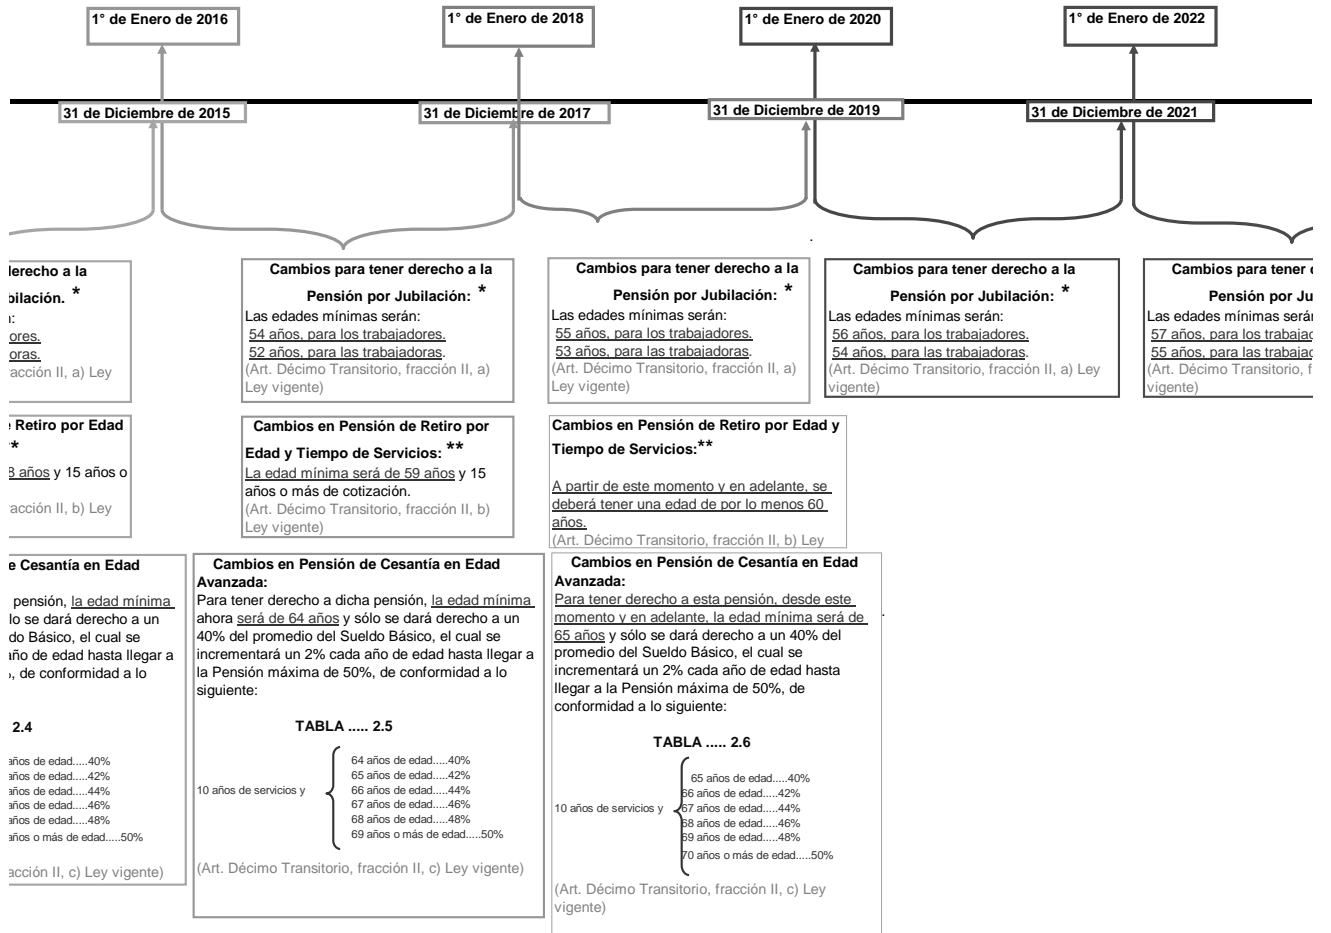 1° de Enero de 2016
1° de Enero de 2018
1° de Enero de 2020
1° de Enero de 2022
31 de Diciembre de 2015
31 de Diciembre de 2017
31 de Diciembre de 2019
31 de Diciembre de 2021
derecho a la
bilación. *
:
ores.
oras.
acción II, a) Ley
Cambios para tener derecho a la
Pensión por Jubilación: *
Las edades mínimas serán:
54 años, para los trabajadores.
52 años, para las trabajadoras.
(Art. Décimo Transitorio, fracción II, a)
Ley vigente)
Cambios para tener derecho a la
Pensión por Jubilación: *
Las edades mínimas serán:
55 años, para los trabajadores.
53 años, para las trabajadoras.
(Art. Décimo Transitorio, fracción II, a)
Ley vigente)
Cambios para tener derecho a la
Pensión por Jubilación: *
Las edades mínimas serán:
56 años, para los trabajadores.
54 años, para las trabajadoras.
(Art. Décimo Transitorio, fracción II, a) Ley
vigente)
Cambios para tener
Pensión por Ju
Las edades mínimas serán
57 años, para los trabajad
55 años, para las trabajad
(Art. Décimo Transitorio, f
vigente)
Retiro por Edad
**
8 años y 15 años o
acción II, b) Ley
Cambios en Pensión de Retiro por
Edad y Tiempo de Servicios: **
La edad mínima será de 59 años y 15
años o más de cotización.
(Art. Décimo Transitorio, fracción II, b)
Ley vigente)
Cambios en Pensión de Retiro por Edad y
Tiempo de Servicios:**
A partir de este momento y en adelante, se
deberá tener una edad de por lo menos 60
años.
(Art. Décimo Transitorio, fracción II, b) Ley
e Cesantía en Edad
pensión, la edad mínima
lo se dará derecho a un
do Básico, el cual se
año de edad hasta llegar a
, de conformidad a lo
2.4
años de edad.....40%
años de edad.....42%
años de edad.....44%
años de edad.....46%
años de edad.....48%
años o más de edad.....50%
acción II, c) Ley vigente)
Cambios en Pensión de Cesantía en Edad
Avanzada:
Para tener derecho a dicha pensión, la edad mínima
ahora será de 64 años y sólo se dará derecho a un
40% del promedio del Sueldo Básico, el cual se
incrementará un 2% cada año de edad hasta llegar a
la Pensión máxima de 50%, de conformidad a lo
siguiente:
TABLA ..... 2.5
10 años de servicios y
64 años de edad.....40%
65 años de edad.....42%
66 años de edad.....44%
67 años de edad.....46%
68 años de edad.....48%
69 años o más de edad.....50%
(Art. Décimo Transitorio, fracción II, c) Ley vigente)
Cambios en Pensión de Cesantía en Edad
Avanzada:
Para tener derecho a esta pensión, desde este
momento y en adelante, la edad mínima será de
65 años y sólo se dará derecho a un 40% del
promedio del Sueldo Básico, el cual se
incrementará un 2% cada año de edad hasta
llegar a la Pensión máxima de 50%, de
conformidad a lo siguiente:
TABLA ..... 2.6
10 años de servicios y
65 años de edad.....40%
66 años de edad.....42%
67 años de edad.....44%
68 años de edad.....46%
69 años de edad.....48%
70 años o más de edad.....50%
(Art. Décimo Transitorio, fracción II, c) Ley
vigente)